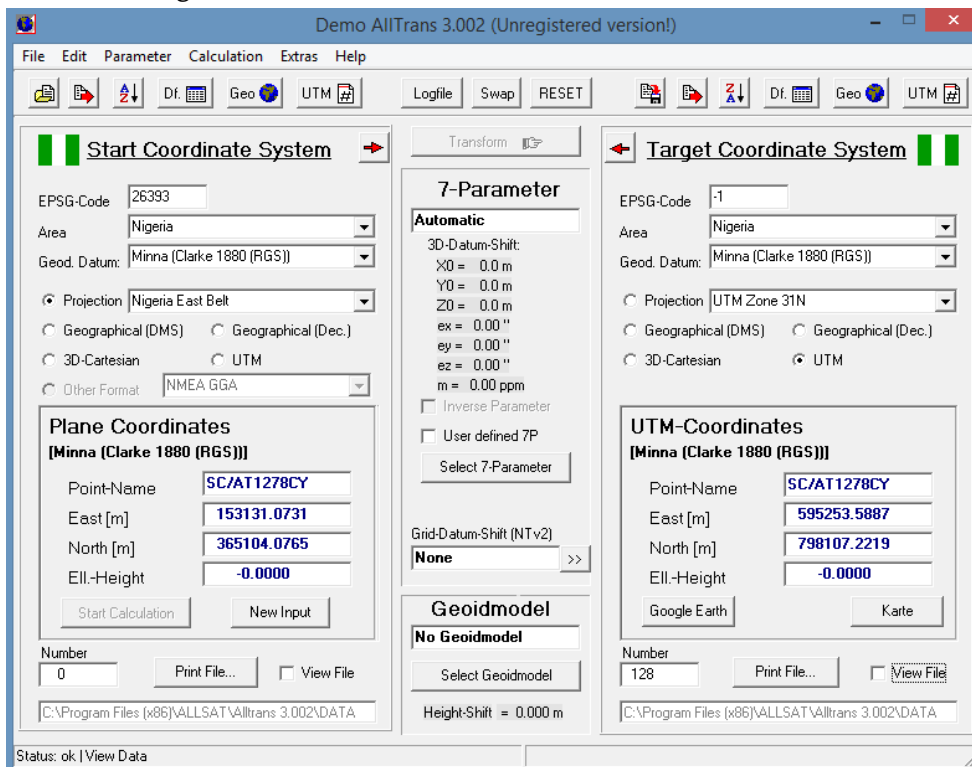 Demo AllTrans 3.002 (Unregistered version!)
File Edit Parameter Calculation Extras Help
Df. Geo UTM Logfile Swap RESET Df. Geo UTM
Start Coordinate System
EPSG-Code 26393
Area Nigeria
Geod. Datum: Minna (Clarke 1880 (RGS))
Projection Nigeria East Belt
Geographical (DMS) Geographical (Dec.)
3D-Cartesian UTM
Other Format NMEA GGA
Plane Coordinates
[Minna (Clarke 1880 (RGS))]
Point-Name SC/AT1278CY
East [m] 153131.0731
North [m] 365104.0765
Ell.-Height -0.0000
Start Calculation New Input
Number
0 Print File... View File
C:\Program Files (x86)\ALLSAT\Alltrans 3.002\DATA
Transform
7-Parameter
Automatic
3D-Datum-Shift:
X0 = 0.0 m
Y0 = 0.0 m
Z0 = 0.0 m
ex = 0.00 "
ey = 0.00 "
ez = 0.00 "
m = 0.00 ppm
Inverse Parameter
User defined 7P
Select 7-Parameter
Grid-Datum-Shift (NTv2)
None >>
Geoidmodel
No Geoidmodel
Select Geoidmodel
Height-Shift = 0.000 m
Target Coordinate System
EPSG-Code -1
Area Nigeria
Geod. Datum: Minna (Clarke 1880 (RGS))
Projection UTM Zone 31N
Geographical (DMS) Geographical (Dec.)
3D-Cartesian UTM
UTM-Coordinates
[Minna (Clarke 1880 (RGS))]
Point-Name SC/AT1278CY
East [m] 595253.5887
North [m] 798107.2219
Ell.-Height -0.0000
Google Earth Karte
Number
128 Print File... View File
C:\Program Files (x86)\ALLSAT\Alltrans 3.002\DATA
Status: ok | View Data